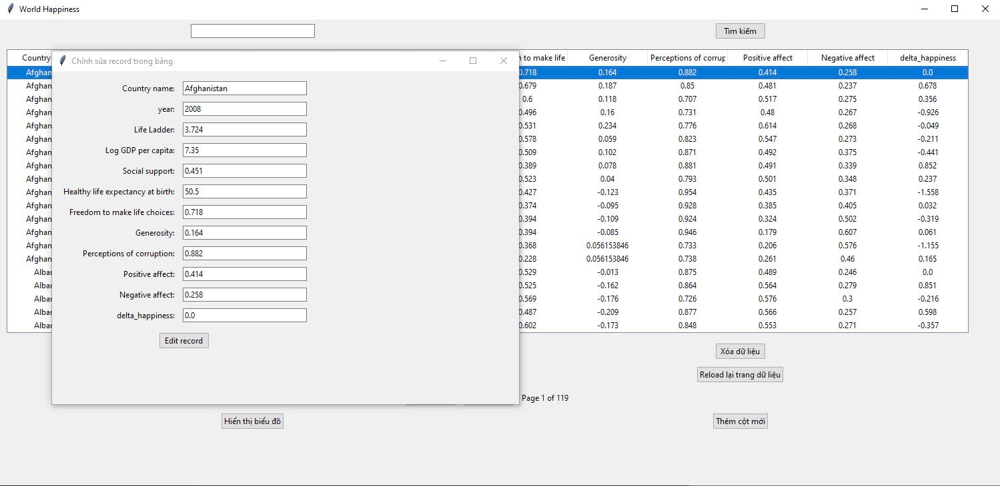 World Happiness
Tìm kiếm
Country
to make life
Generosity
Perceptions of corrup
Positive affect
Negative affect
delta_happiness
Chỉnh sửa record trong bảng
Country name: Afghanistan
year: 2008
Life Ladder: 3.724
Log GDP per capita: 7.35
Social support: 0.451
Healthy life expectancy at birth: 50.5
Freedom to make life choices: 0.718
Generosity: 0.164
Perceptions of corruption: 0.882
Positive affect: 0.414
Negative affect: 0.258
delta_happiness: 0.0
Edit record
Afghan 0.718 0.164 0.882 0.414 0.258 0.0
Afghan 0.679 0.187 0.85 0.481 0.237 0.678
Afghan 0.6 0.118 0.707 0.517 0.275 0.356
Afghan 0.496 0.16 0.731 0.48 0.267 -0.926
Afghan 0.531 0.234 0.776 0.614 0.268 -0.049
Afghan 0.578 0.059 0.823 0.547 0.273 -0.211
Afghan 0.509 0.102 0.871 0.492 0.375 -0.441
Afghan 0.389 0.078 0.881 0.491 0.339 0.852
Afghan 0.523 0.04 0.793 0.501 0.348 0.237
Afghan 0.427 -0.123 0.954 0.435 0.371 -1.558
Afghan 0.374 -0.095 0.928 0.385 0.405 0.032
Afghan 0.394 -0.109 0.924 0.324 0.502 -0.319
Afghan 0.394 -0.085 0.946 0.179 0.607 0.061
Afghan 0.368 0.056153846 0.733 0.206 0.576 -1.155
Afghan 0.228 0.056153846 0.738 0.261 0.46 0.165
Albar 0.529 -0.013 0.875 0.489 0.246 0.0
Albar 0.525 -0.162 0.864 0.564 0.279 0.851
Albar 0.569 -0.176 0.726 0.576 0.3 -0.216
Albar 0.487 -0.209 0.877 0.566 0.257 0.598
Albar 0.602 -0.173 0.848 0.553 0.271 -0.357
Xóa dữ liệu
Reload lại trang dữ liệu
Page 1 of 119
Hiển thị biểu đồ
Thêm cột mới